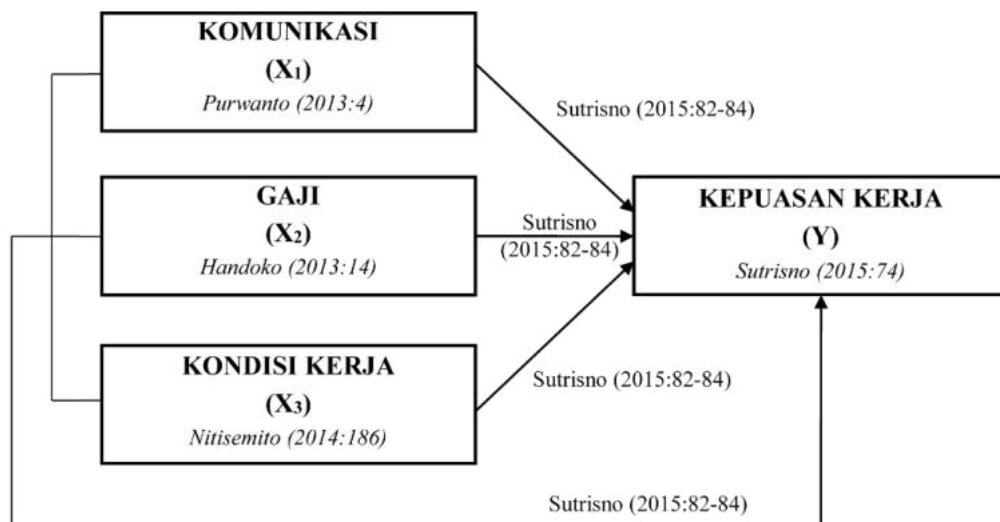 KOMUNIKASI
(X₁)
Purwanto (2013:4)
Sutrisno (2015:82-84)
GAJI
(X₂)
Handoko (2013:14)
Sutrisno
(2015:82-84)
KEPUASAN KERJA
(Y)
Sutrisno (2015:74)
KONDISI KERJA
(X₃)
Nitisemito (2014:186)
Sutrisno (2015:82-84)
Sutrisno (2015:82-84)